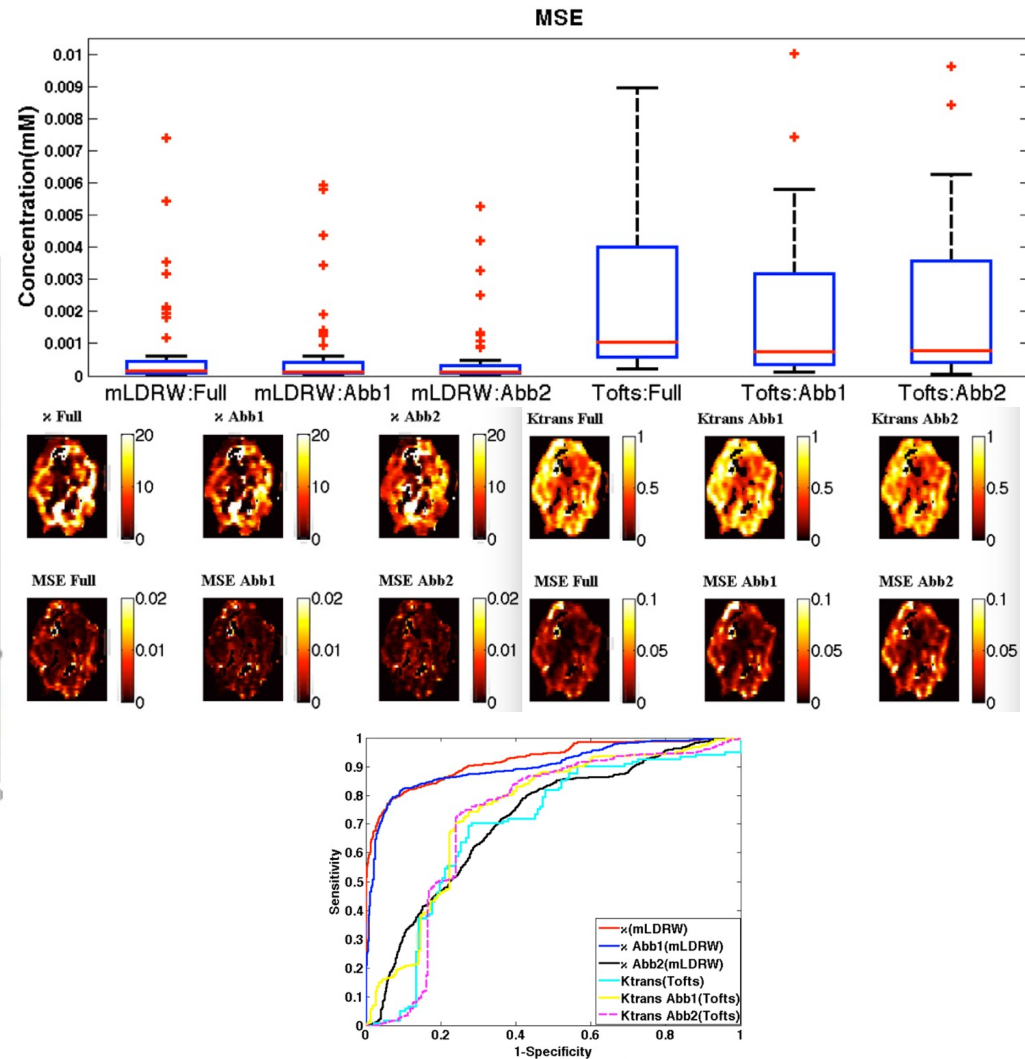 MSE
Concentration(mM)
0.01
0.009
0.008
0.007
0.006
0.005
0.004
0.003
0.002
0.001
0
mLDRW:Full mLDRW:Abb1 mLDRW:Abb2 Tofts:Full Tofts:Abb1 Tofts:Abb2
ϰ Full ϰ Abb1 ϰ Abb2 Ktrans Full Ktrans Abb1 Ktrans Abb2
20 20 20 1 1 1
10 10 10 0.5 0.5 0.5
0 0 0 0 0 0
MSE Full MSE Abb1 MSE Abb2 MSE Full MSE Abb1 MSE Abb2
0.02 0.02 0.02 0.1 0.1 0.1
0.01 0.01 0.01 0.05 0.05 0.05
0 0 0 0 0 0
Sensitivity
1
0.9
0.8
0.7
0.6
0.5
0.4
0.3
0.2
0.1
0
ϰ(mLDRW)
ϰ Abb1(mLDRW)
ϰ Abb2(mLDRW)
Ktrans(Tofts)
Ktrans Abb1(Tofts)
Ktrans Abb2(Tofts)
0 0.2 0.4 0.6 0.8 1
1-Specificity